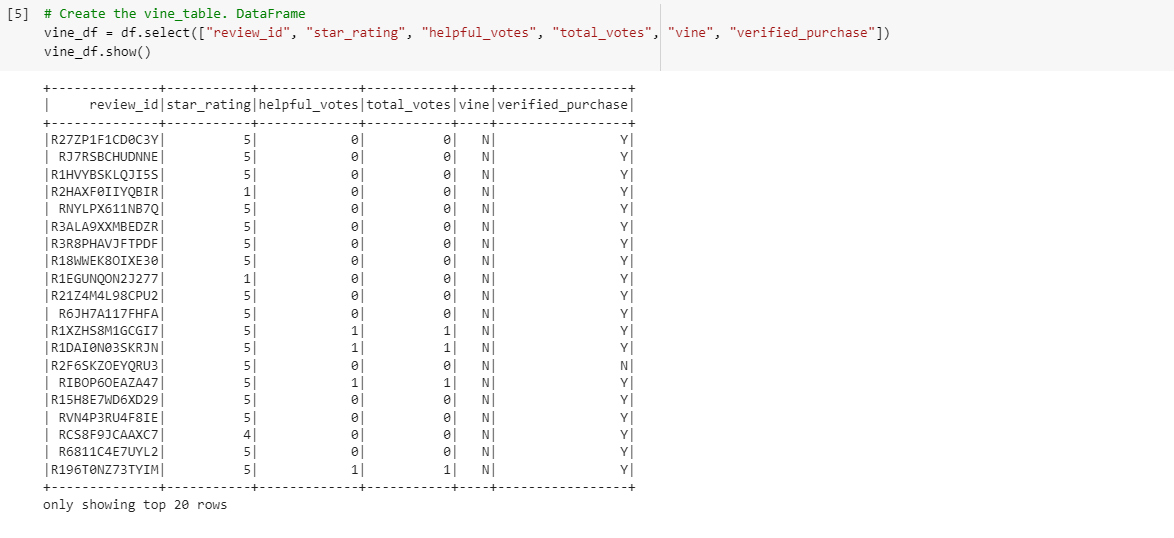 [5] # Create the vine_table. DataFrame
vine_df = df.select(["review_id", "star_rating", "helpful_votes", "total_votes", "vine", "verified_purchase"])
vine_df.show()
+--------------+-----------+-------------+-----------+----+-----------------+
|     review_id|star_rating|helpful_votes|total_votes|vine|verified_purchase|
+--------------+-----------+-------------+-----------+----+-----------------+
|R27ZP1F1CD0C3Y|          5|            0|          0|   N|                Y|
| RJ7RSBCHUDNNE|          5|            0|          0|   N|                Y|
|R1HVYBSKLQJI5S|          5|            0|          0|   N|                Y|
|R2HAXF0IIYQBIR|          1|            0|          0|   N|                Y|
| RNYLPX611NB7Q|          5|            0|          0|   N|                Y|
|R3ALA9XXMBEDZR|          5|            0|          0|   N|                Y|
|R3R8PHAVJFTPDF|          5|            0|          0|   N|                Y|
|R18WWEK8OIXE30|          5|            0|          0|   N|                Y|
|R1EGUNQON2J277|          1|            0|          0|   N|                Y|
|R21Z4M4L98CPU2|          5|            0|          0|   N|                Y|
| R6JH7A117FHFA|          5|            0|          0|   N|                Y|
|R1XZHS8M1GCGI7|          5|            1|          1|   N|                Y|
|R1DAI0N03SKRJN|          5|            1|          1|   N|                Y|
|R2F6SKZOEYQRU3|          5|            0|          0|   N|                N|
| RIBOP6OEAZA47|          5|            1|          1|   N|                Y|
|R15H8E7WD6XD29|          5|            0|          0|   N|                Y|
| RVN4P3RU4F8IE|          5|            0|          0|   N|                Y|
| RCS8F9JCAAXC7|          4|            0|          0|   N|                Y|
| R6811C4E7UYL2|          5|            0|          0|   N|                Y|
|R196T0NZ73TYIM|          5|            1|          1|   N|                Y|
+--------------+-----------+-------------+-----------+----+-----------------+
only showing top 20 rows